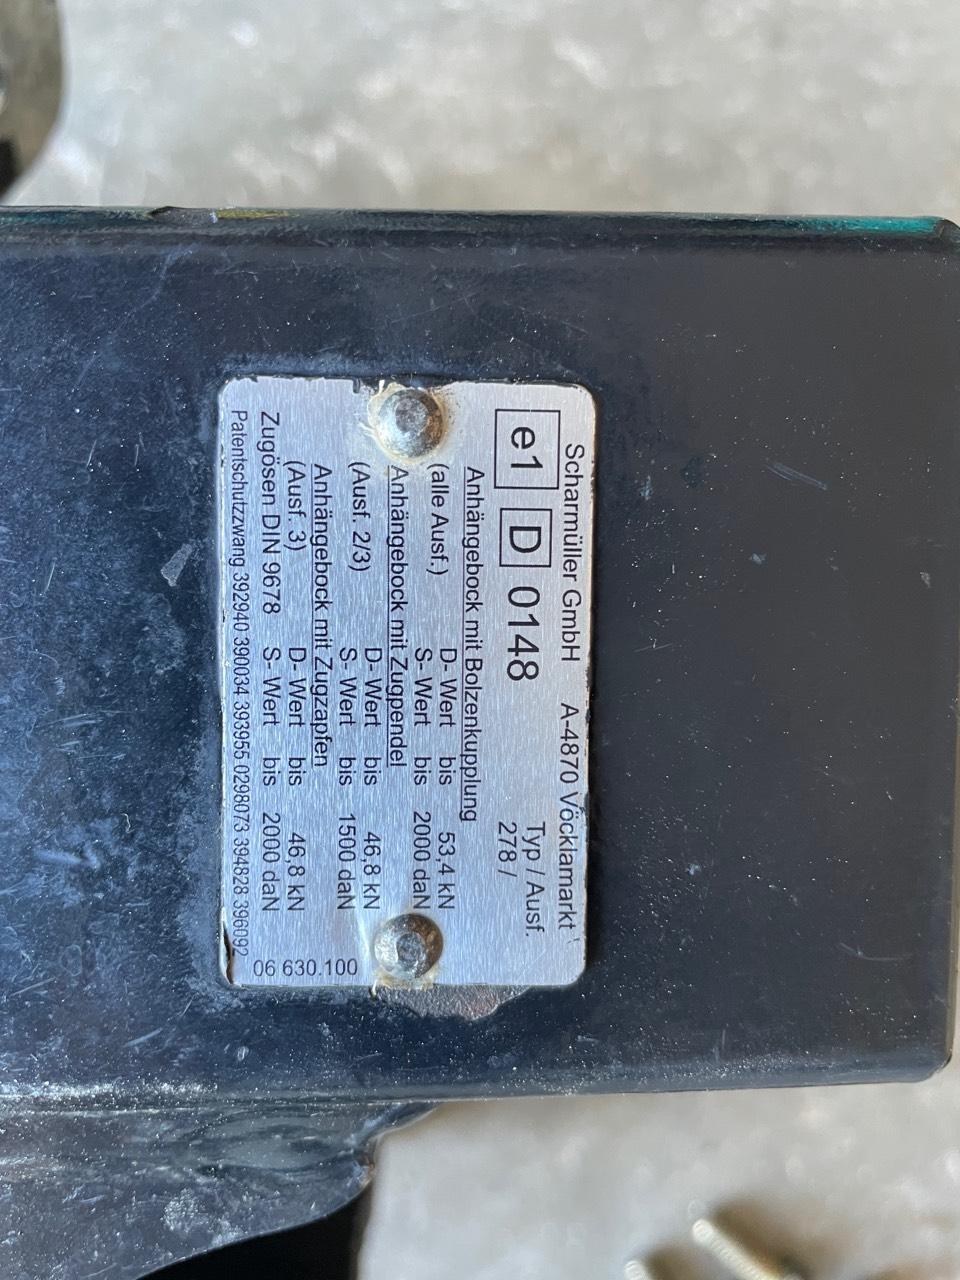 Scharmüller GmbH A-4870 Vöcklamarkt
e1 D 0148 Typ / Ausf.
278 /
Anhängebock mit Bolzenkupplung
(alle Ausf.) D- Wert bis 53,4 kN
S- Wert bis 2000 daN
Anhängebock mit Zugpendel
(Ausf. 2/3) D- Wert bis 46,8 kN
S- Wert bis 1500 daN
Anhängebock mit Zugzapfen
(Ausf. 3) D- Wert bis 46,8 kN
Zugösen DIN 9678 S- Wert bis 2000 daN
Patentschutzzwang 392940 390034 393955 0298073 394828 396092
06 630.100